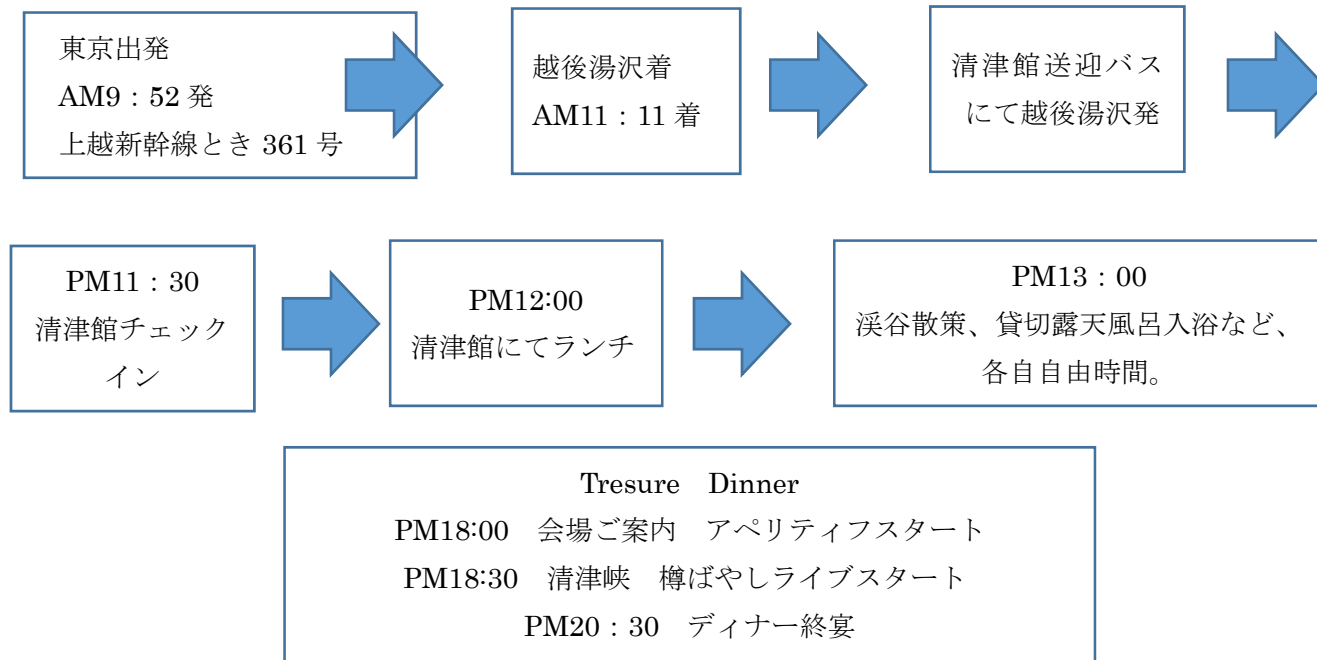 東京出発
AM9：52 発
上越新幹線とき 361 号
越後湯沢着
AM11：11 着
清津館送迎バス
にて越後湯沢発
PM11：30
清津館チェック
イン
PM12:00
清津館にてランチ
PM13：00
渓谷散策、貸切露天風呂入浴など、
各自自由時間。
Tresure　Dinner
PM18:00　会場ご案内　アペリティフスタート
PM18:30　清津峡　樽ばやしライブスタート
PM20：30　ディナー終宴